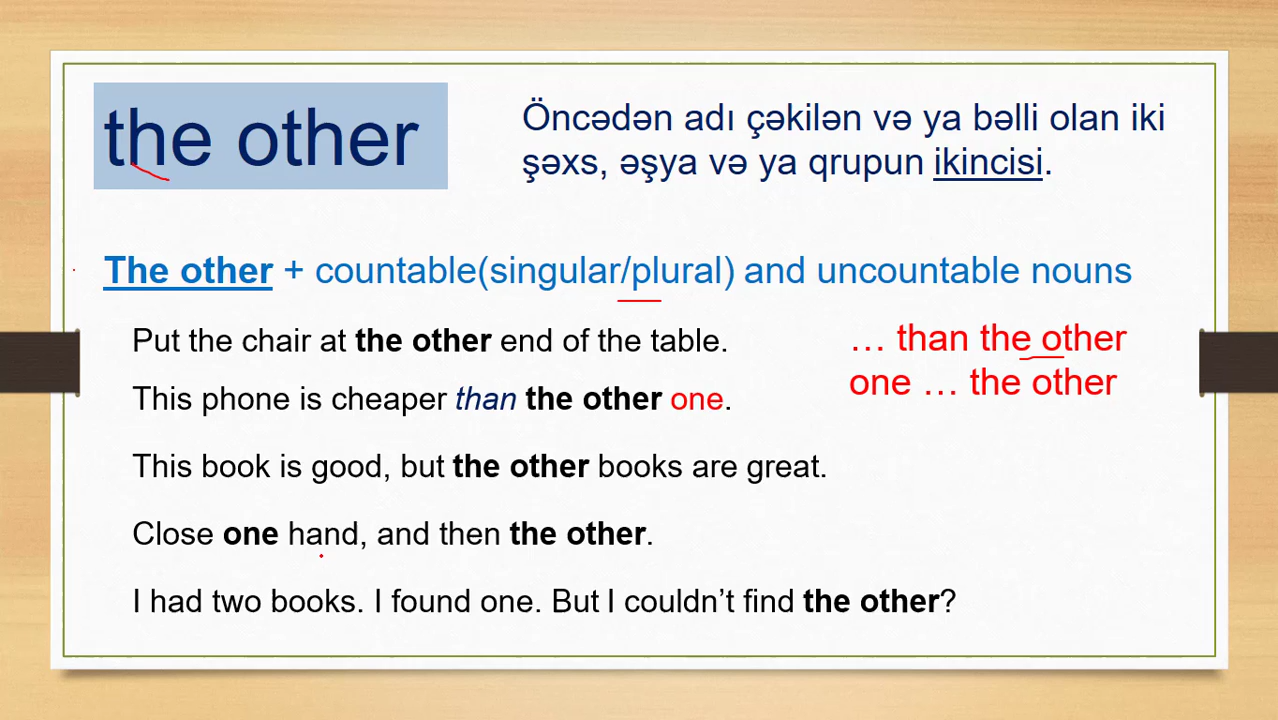 the other
Öncədən adı çəkilən və ya bəlli olan iki
şəxs, əşya və ya qrupun ikincisi.
The other + countable(singular/plural) and uncountable nouns
Put the chair at the other end of the table.
… than the other
one … the other
This phone is cheaper than the other one.
This book is good, but the other books are great.
Close one hand, and then the other.
I had two books. I found one. But I couldn’t find the other?